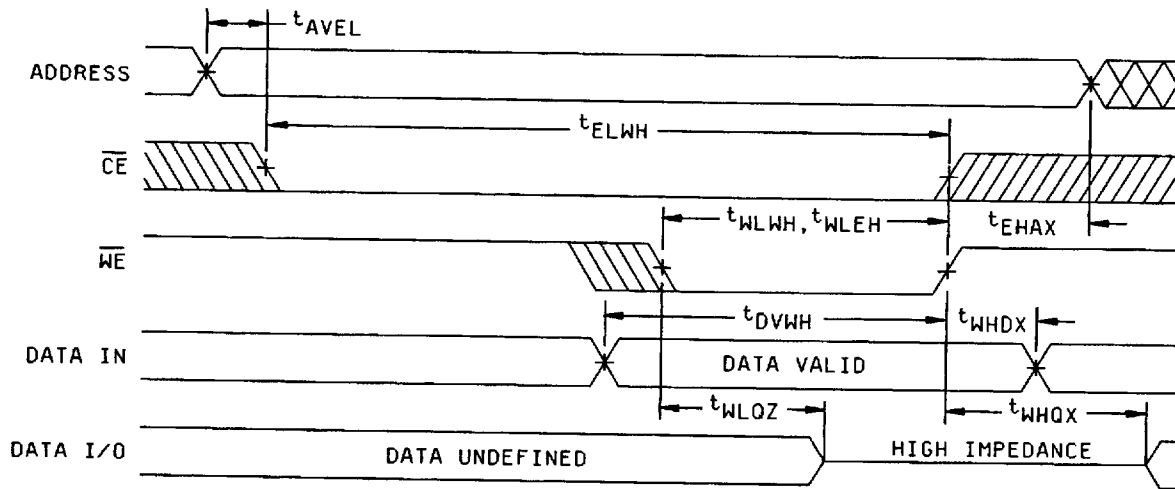 tAVEL
ADDRESS
tELWH
CE
tWLWH, tWLEH
tEHAX
WE
tDVWH
tWHDX
DATA IN
DATA VALID
tWLQZ
tWHQX
DATA I/O
DATA UNDEFINED
HIGH IMPEDANCE